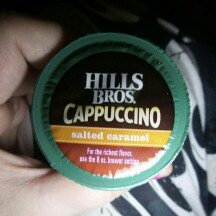 HILLS
BROS.
CAPPUCCINO
salted caramel
For the richest flavor,
use the 6 oz. brewer setting.